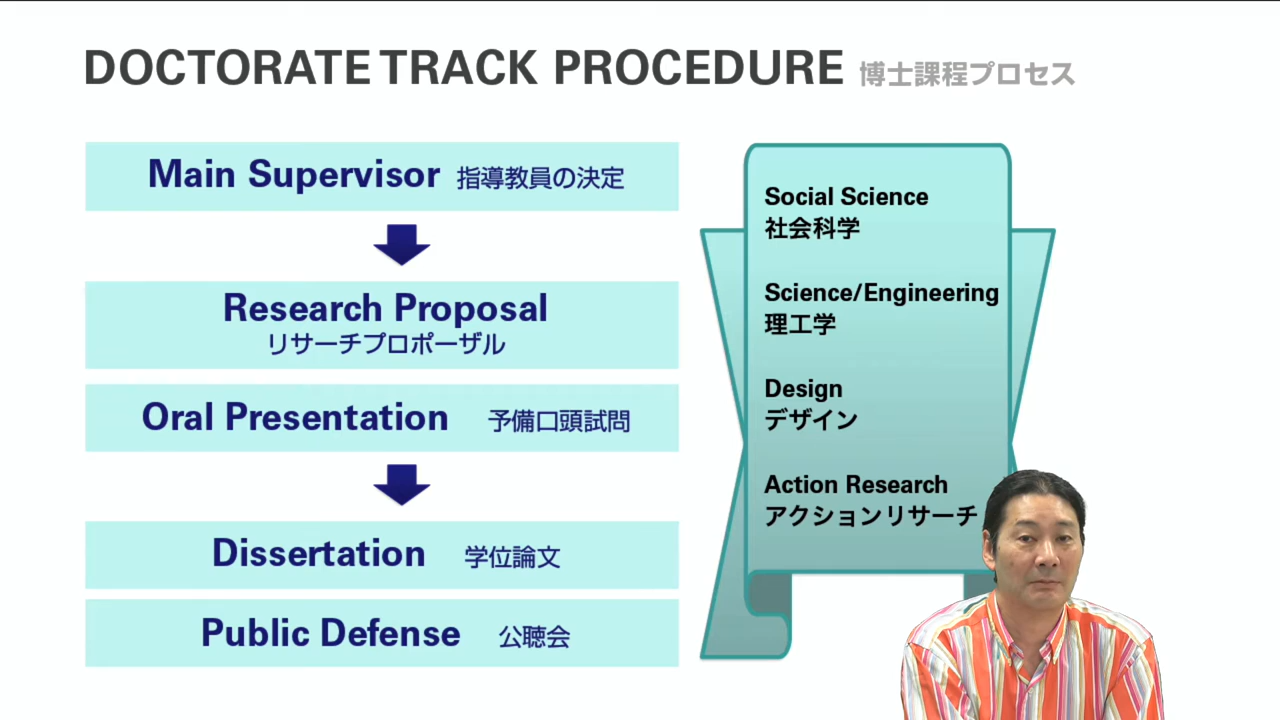 DOCTORATE TRACK PROCEDURE 博士課程プロセス
Main Supervisor 指導教員の決定
Research Proposal
リサーチプロポーザル
Oral Presentation 予備口頭試問
Dissertation 学位論文
Public Defense 公聴会
Social Science
社会科学
Science/Engineering
理工学
Design
デザイン
Action Research
アクションリサーチ